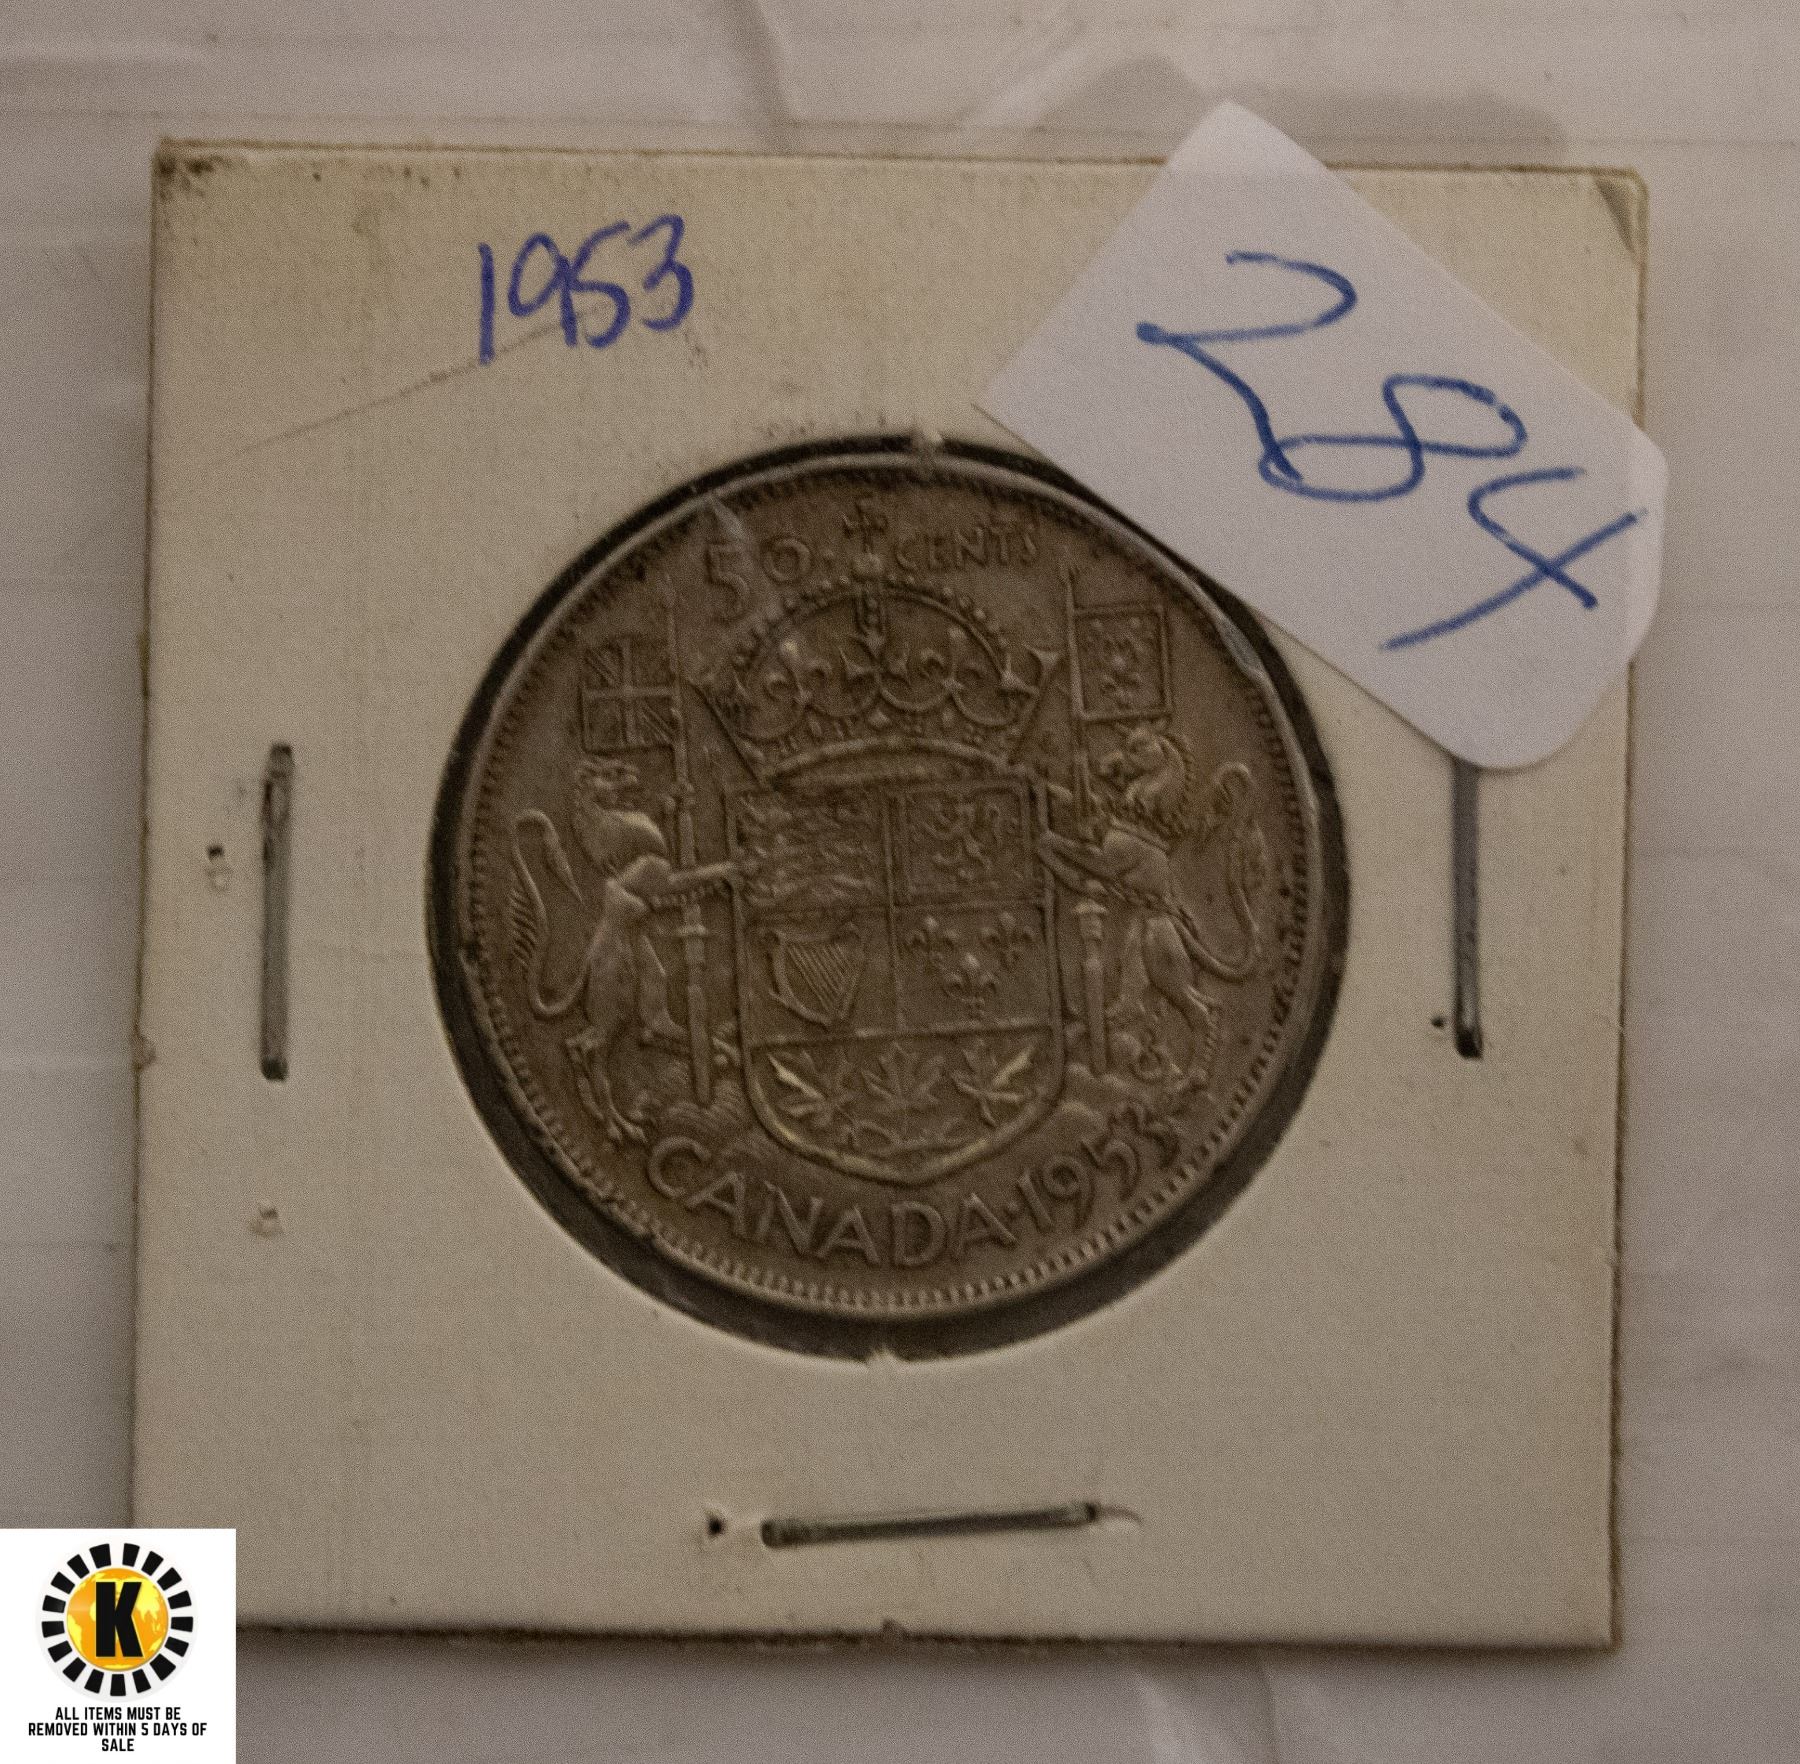 1953
284
50 CENTS
CANADA·1953
K
ALL ITEMS MUST BE
REMOVED WITHIN 5 DAYS OF
SALE